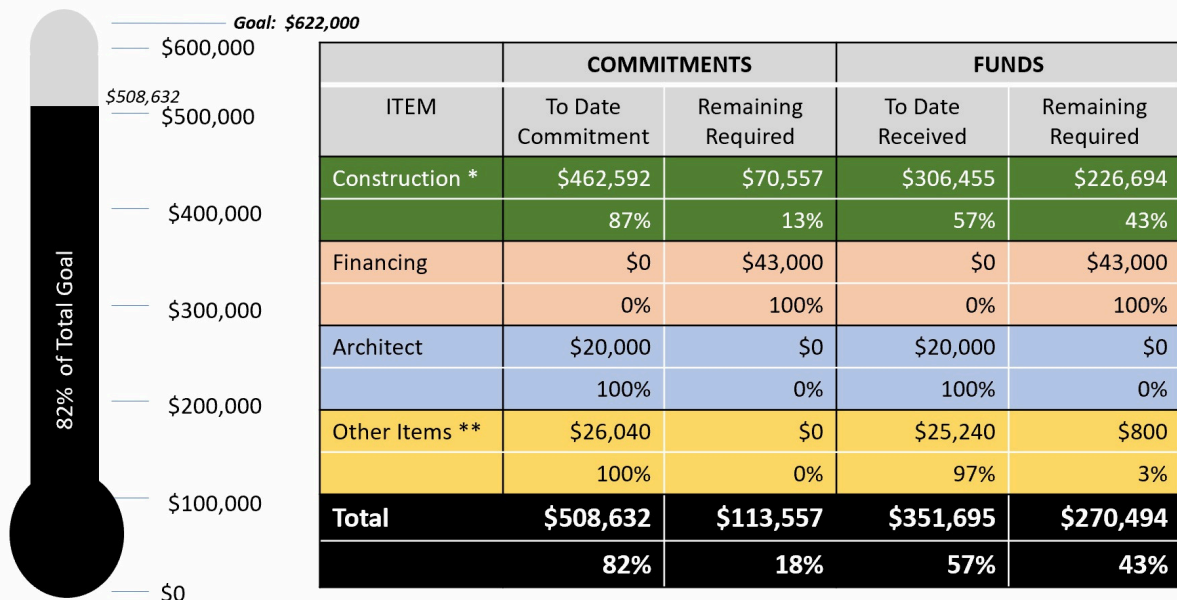 Goal: $622,000
$600,000
$508,632
$500,000
$400,000
$300,000
$200,000
$100,000
$0
82% of Total Goal
COMMITMENTS FUNDS
ITEM To Date Commitment Remaining Required To Date Received Remaining Required
Construction * $462,592 $70,557 $306,455 $226,694
87% 13% 57% 43%
Financing $0 $43,000 $0 $43,000
0% 100% 0% 100%
Architect $20,000 $0 $20,000 $0
100% 0% 100% 0%
Other Items ** $26,040 $0 $25,240 $800
100% 0% 97% 3%
Total $508,632 $113,557 $351,695 $270,494
82% 18% 57% 43%